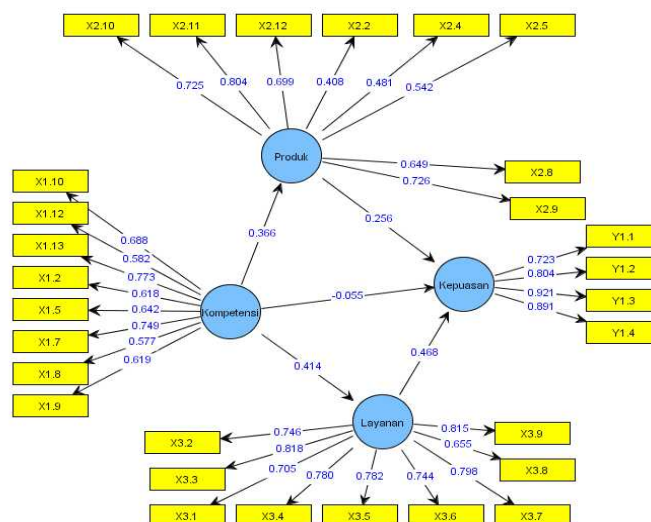 X2.10
X2.11
X2.12
X2.2
X2.4
X2.5
0.725
0.804
0.699
0.408
0.481
0.542
Produk
0.649
0.726
X2.8
X2.9
X1.10
X1.12
X1.13
X1.2
X1.5
X1.7
X1.8
X1.9
0.688
0.582
0.773
0.618
0.642
0.749
0.577
0.619
Kompetensi
0.366
0.256
-0.055
0.414
0.468
Kepuasan
0.723
0.804
0.921
0.891
Y1.1
Y1.2
Y1.3
Y1.4
Layanan
0.746
0.818
0.705
0.780
0.782
0.744
0.798
0.655
0.815
X3.2
X3.3
X3.1
X3.4
X3.5
X3.6
X3.7
X3.8
X3.9